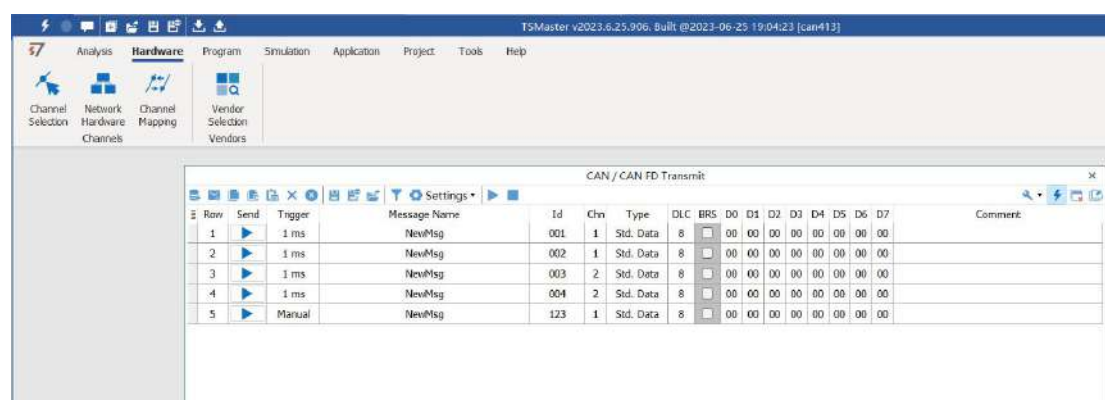 TSMaster v2023.6.25.906. Built @2023-06-25 19:04:23 [can413]
Analysis Hardware Program Simulation Application Project Tools Help
Channel Selection Network Hardware Channel Mapping Vendor Selection
Channels Vendors
CAN / CAN FD Transmit
Settings
Row Send Trigger Message Name Id Chn Type DLC BRS D0 D1 D2 D3 D4 D5 D6 D7 Comment
1 1 ms NewMsg 001 1 Std. Data 8 00 00 00 00 00 00 00 00
2 1 ms NewMsg 002 1 Std. Data 8 00 00 00 00 00 00 00 00
3 1 ms NewMsg 003 2 Std. Data 8 00 00 00 00 00 00 00 00
4 1 ms NewMsg 004 2 Std. Data 8 00 00 00 00 00 00 00 00
5 Manual NewMsg 123 1 Std. Data 8 00 00 00 00 00 00 00 00